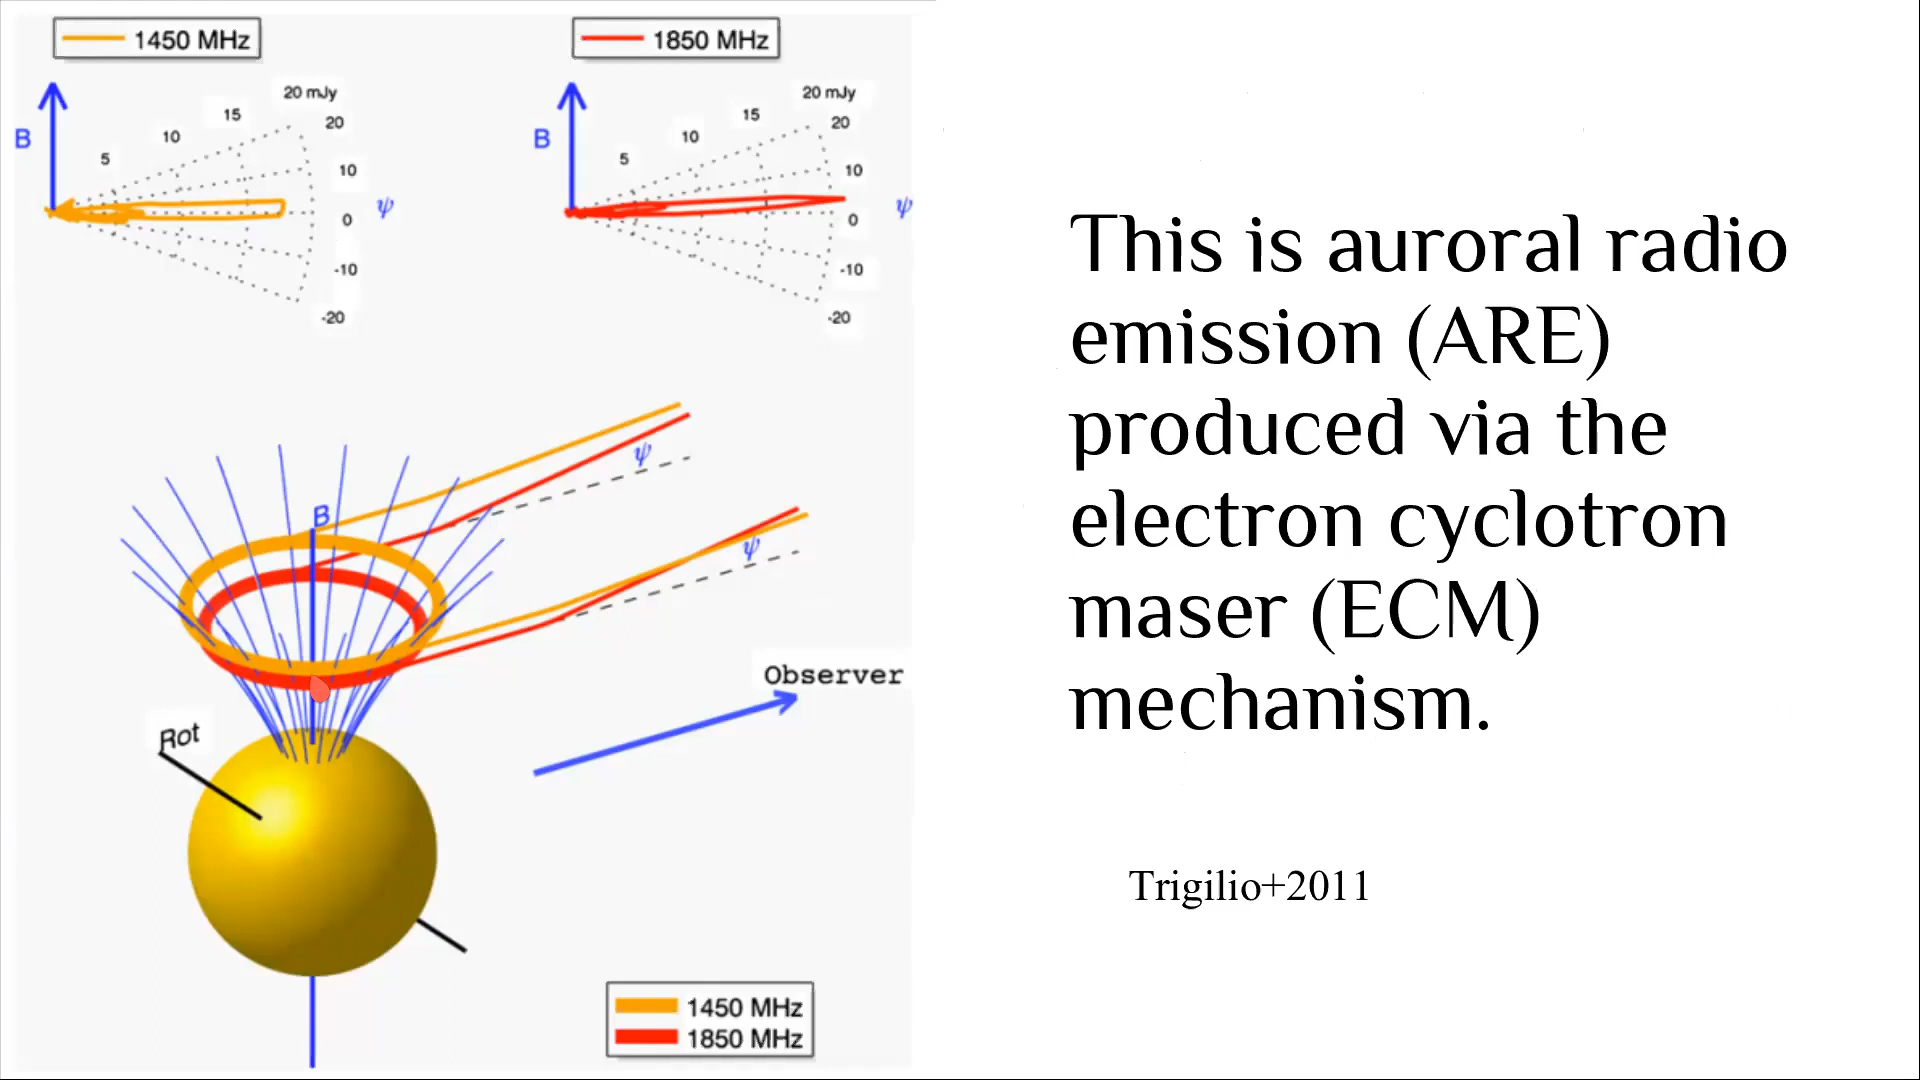 1450 MHz
1850 MHz
20 mJy
20
15
10
10
5
B
0
ψ
-10
-20
20 mJy
20
15
10
10
5
B
0
ψ
-10
-20
This is auroral radio
emission (ARE)
produced via the
electron cyclotron
maser (ECM)
mechanism.
Trigilio+2011
ψ
B
ψ
Observer
Rot
1450 MHz
1850 MHz